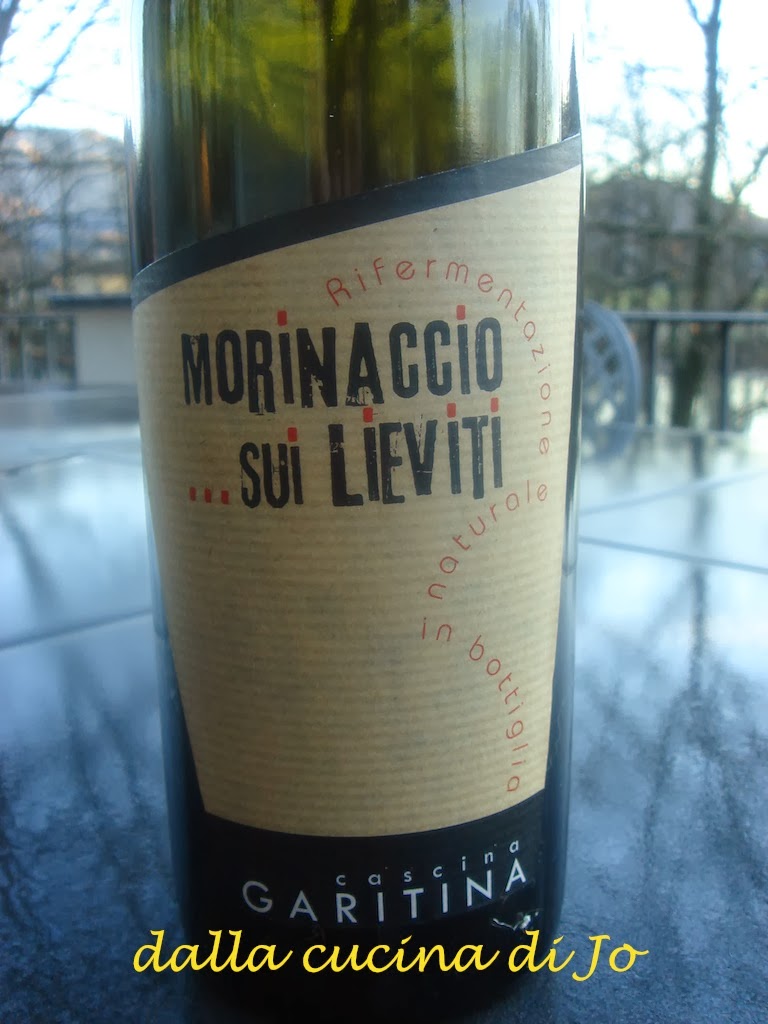 Rifermentazione naturale in bottiglia
MORiNACCiO
...SUi LiEViTi
cascina
GARiTiNA
dalla cucina di Jo